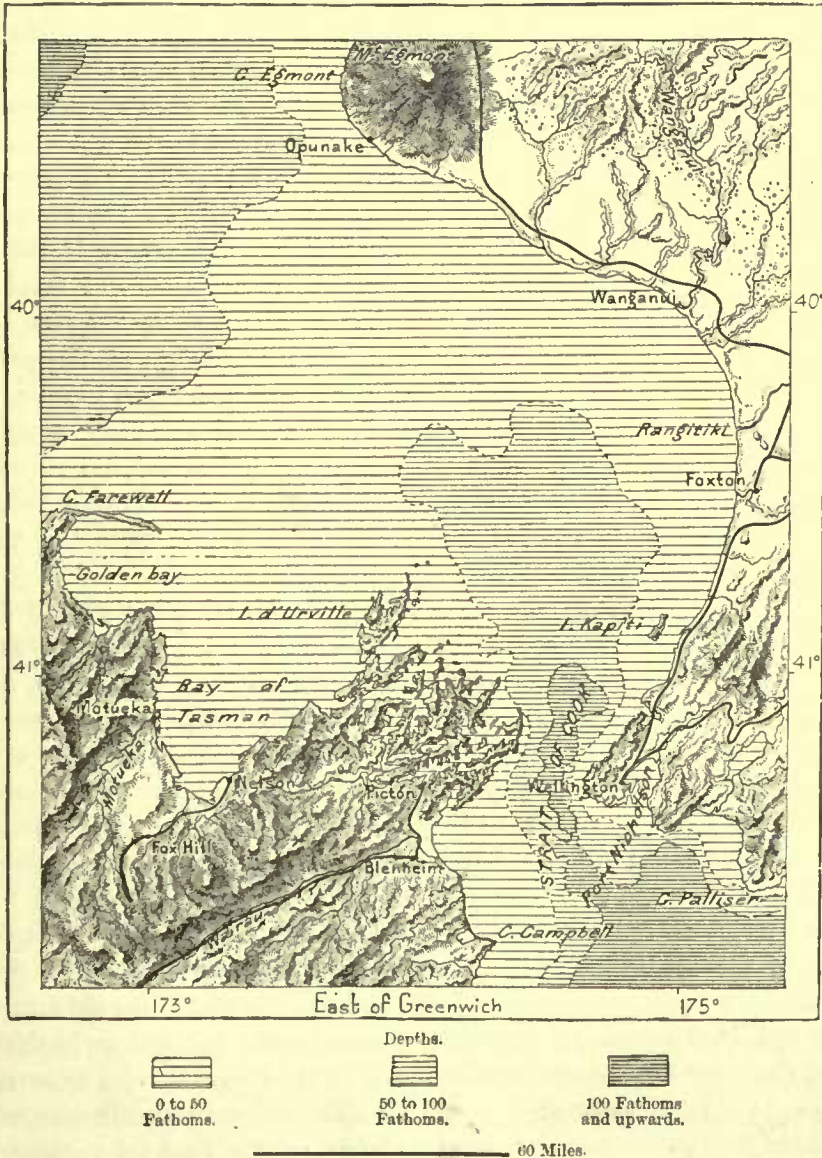 Mt Egmont
C. Egmont
Opunake
Wanganui
40°
Wanganui
40°
Rangitiki
Foxton
C. Farewell
Golden bay
I. d'Urville
I. Kapiti
41°
41°
Motueka
Bay of
Tasman
Motueka
Nelson
Picton
STRAIT OF COOK
Wellington
Port Nicholson
Fox Hill
Blenheim
Wairau
C. Palliser
C. Campbell
173°
East of Greenwich
175°
Depths.
0 to 50
Fathoms.
50 to 100
Fathoms.
100 Fathoms
and upwards.
60 Miles.